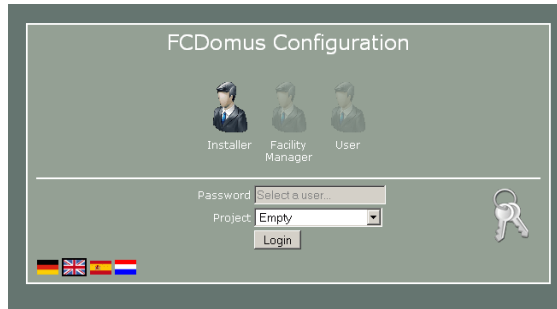 FCDomus Configuration
Installer
Facility
Manager
User
Password Select a user...
Project Empty
Login